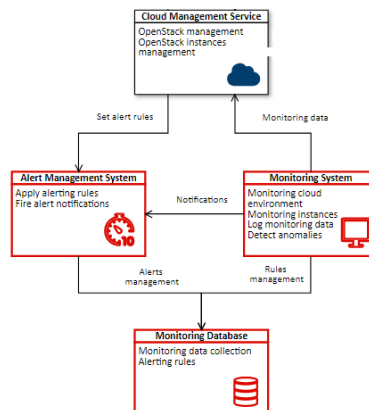 Cloud Management Service
OpenStack management
OpenStack instances
management
Set alert rules
Monitoring data
Alert Management System
Apply alerting rules
Fire alert notifications
10
Notifications
Monitoring System
Monitoring cloud
environment
Monitoring instances
Log monitoring data
Detect anomalies
Alerts
management
Rules
management
Monitoring Database
Monitoring data collection
Alerting rules